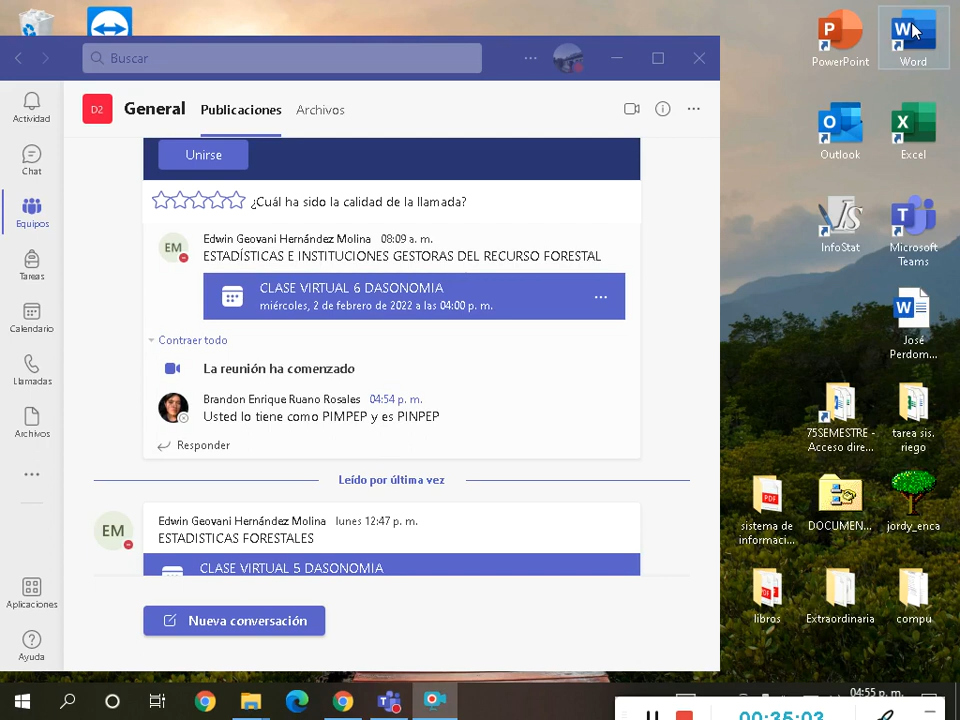 Buscar
D2
General
Publicaciones
Archivos
Actividad
Chat
Equipos
Tareas
Calendario
Llamadas
Archivos
Aplicaciones
Ayuda
Unirse
¿Cuál ha sido la calidad de la llamada?
EM
Edwin Geovani Hernández Molina 08:09 a. m.
ESTADÍSTICAS E INSTITUCIONES GESTORAS DEL RECURSO FORESTAL
CLASE VIRTUAL 6 DASONOMIA
miércoles, 2 de febrero de 2022 a las 04:00 p. m.
Contraer todo
La reunión ha comenzado
Brandon Enrique Ruano Rosales 04:54 p. m.
Usted lo tiene como PIMPEP y es PINPEP
Responder
Leído por última vez
EM
Edwin Geovani Hernández Molina lunes 12:47 p. m.
ESTADISTICAS FORESTALES
CLASE VIRTUAL 5 DASONOMIA
Nueva conversación
PowerPoint
Word
Outlook
Excel
InfoStat
Microsoft
Teams
José
Perdom...
75SEMESTRE -
Acceso dire...
tarea sis.
riego
sistema de
informaci...
DOCUMEN...
jordy_enca
libros
Extraordinaria
compu
04:55 p. m.
00:35:03